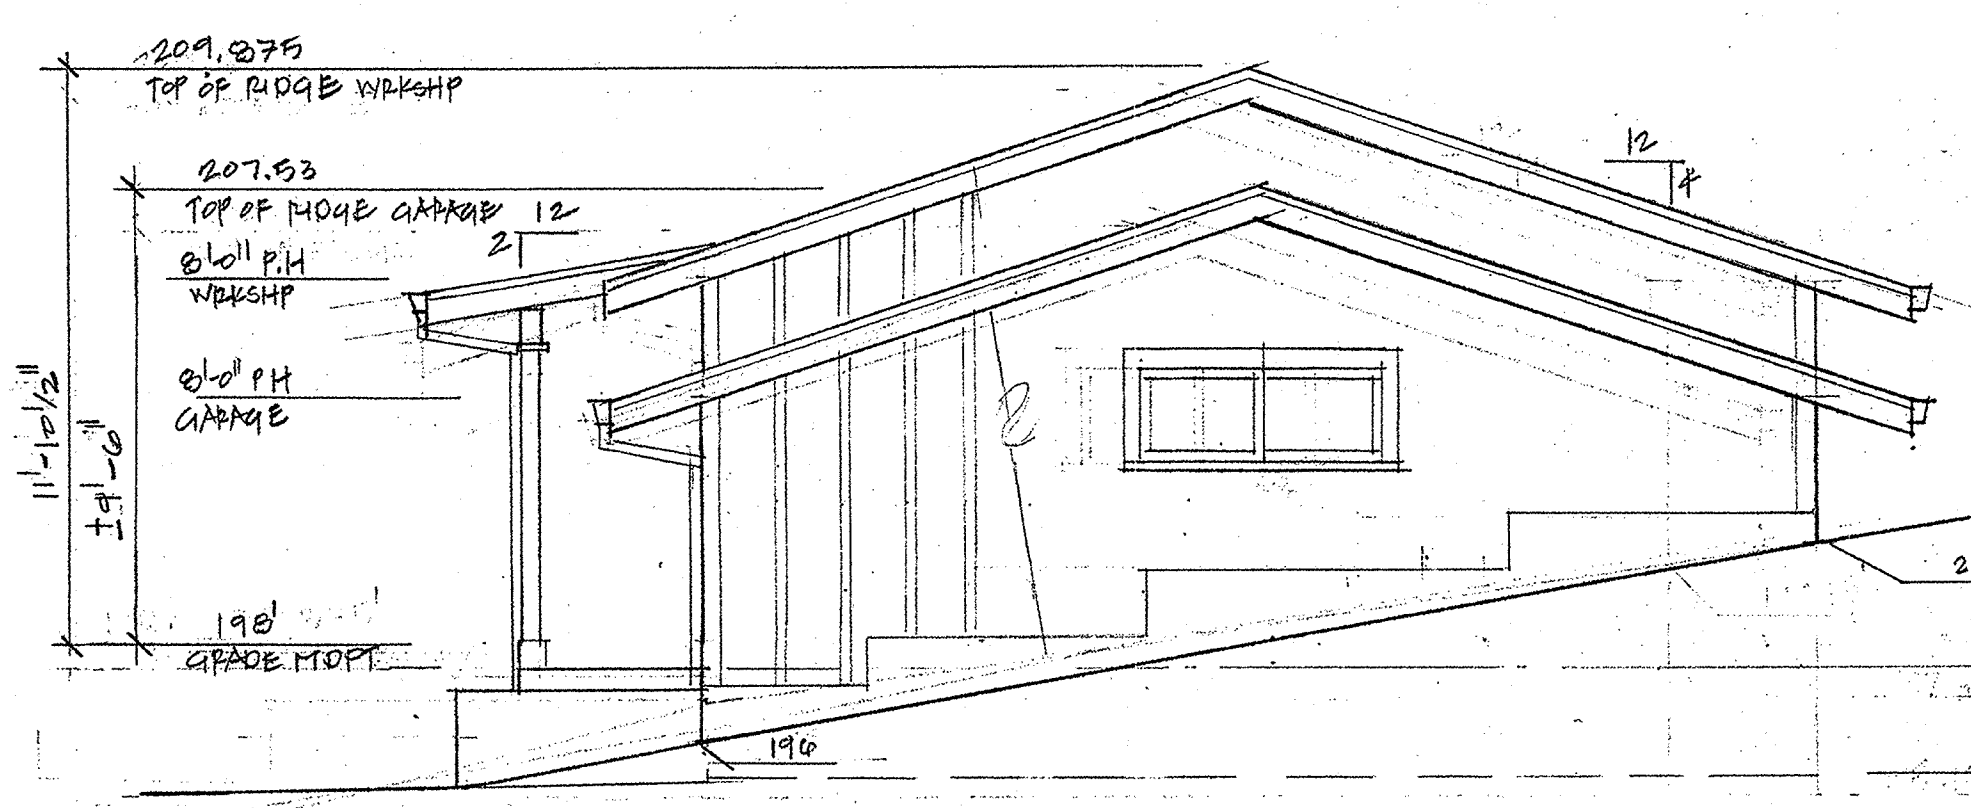 209.875
TOP OF RIDGE WRKSHP
207.53
TOP OF RIDGE GARAGE
12
2
8'-0" P.H
WRKSHP
8'-0" PH
GARAGE
11'-10 1/2"
±9'-6"
198'
GRADE MDPT
12
4
196
2